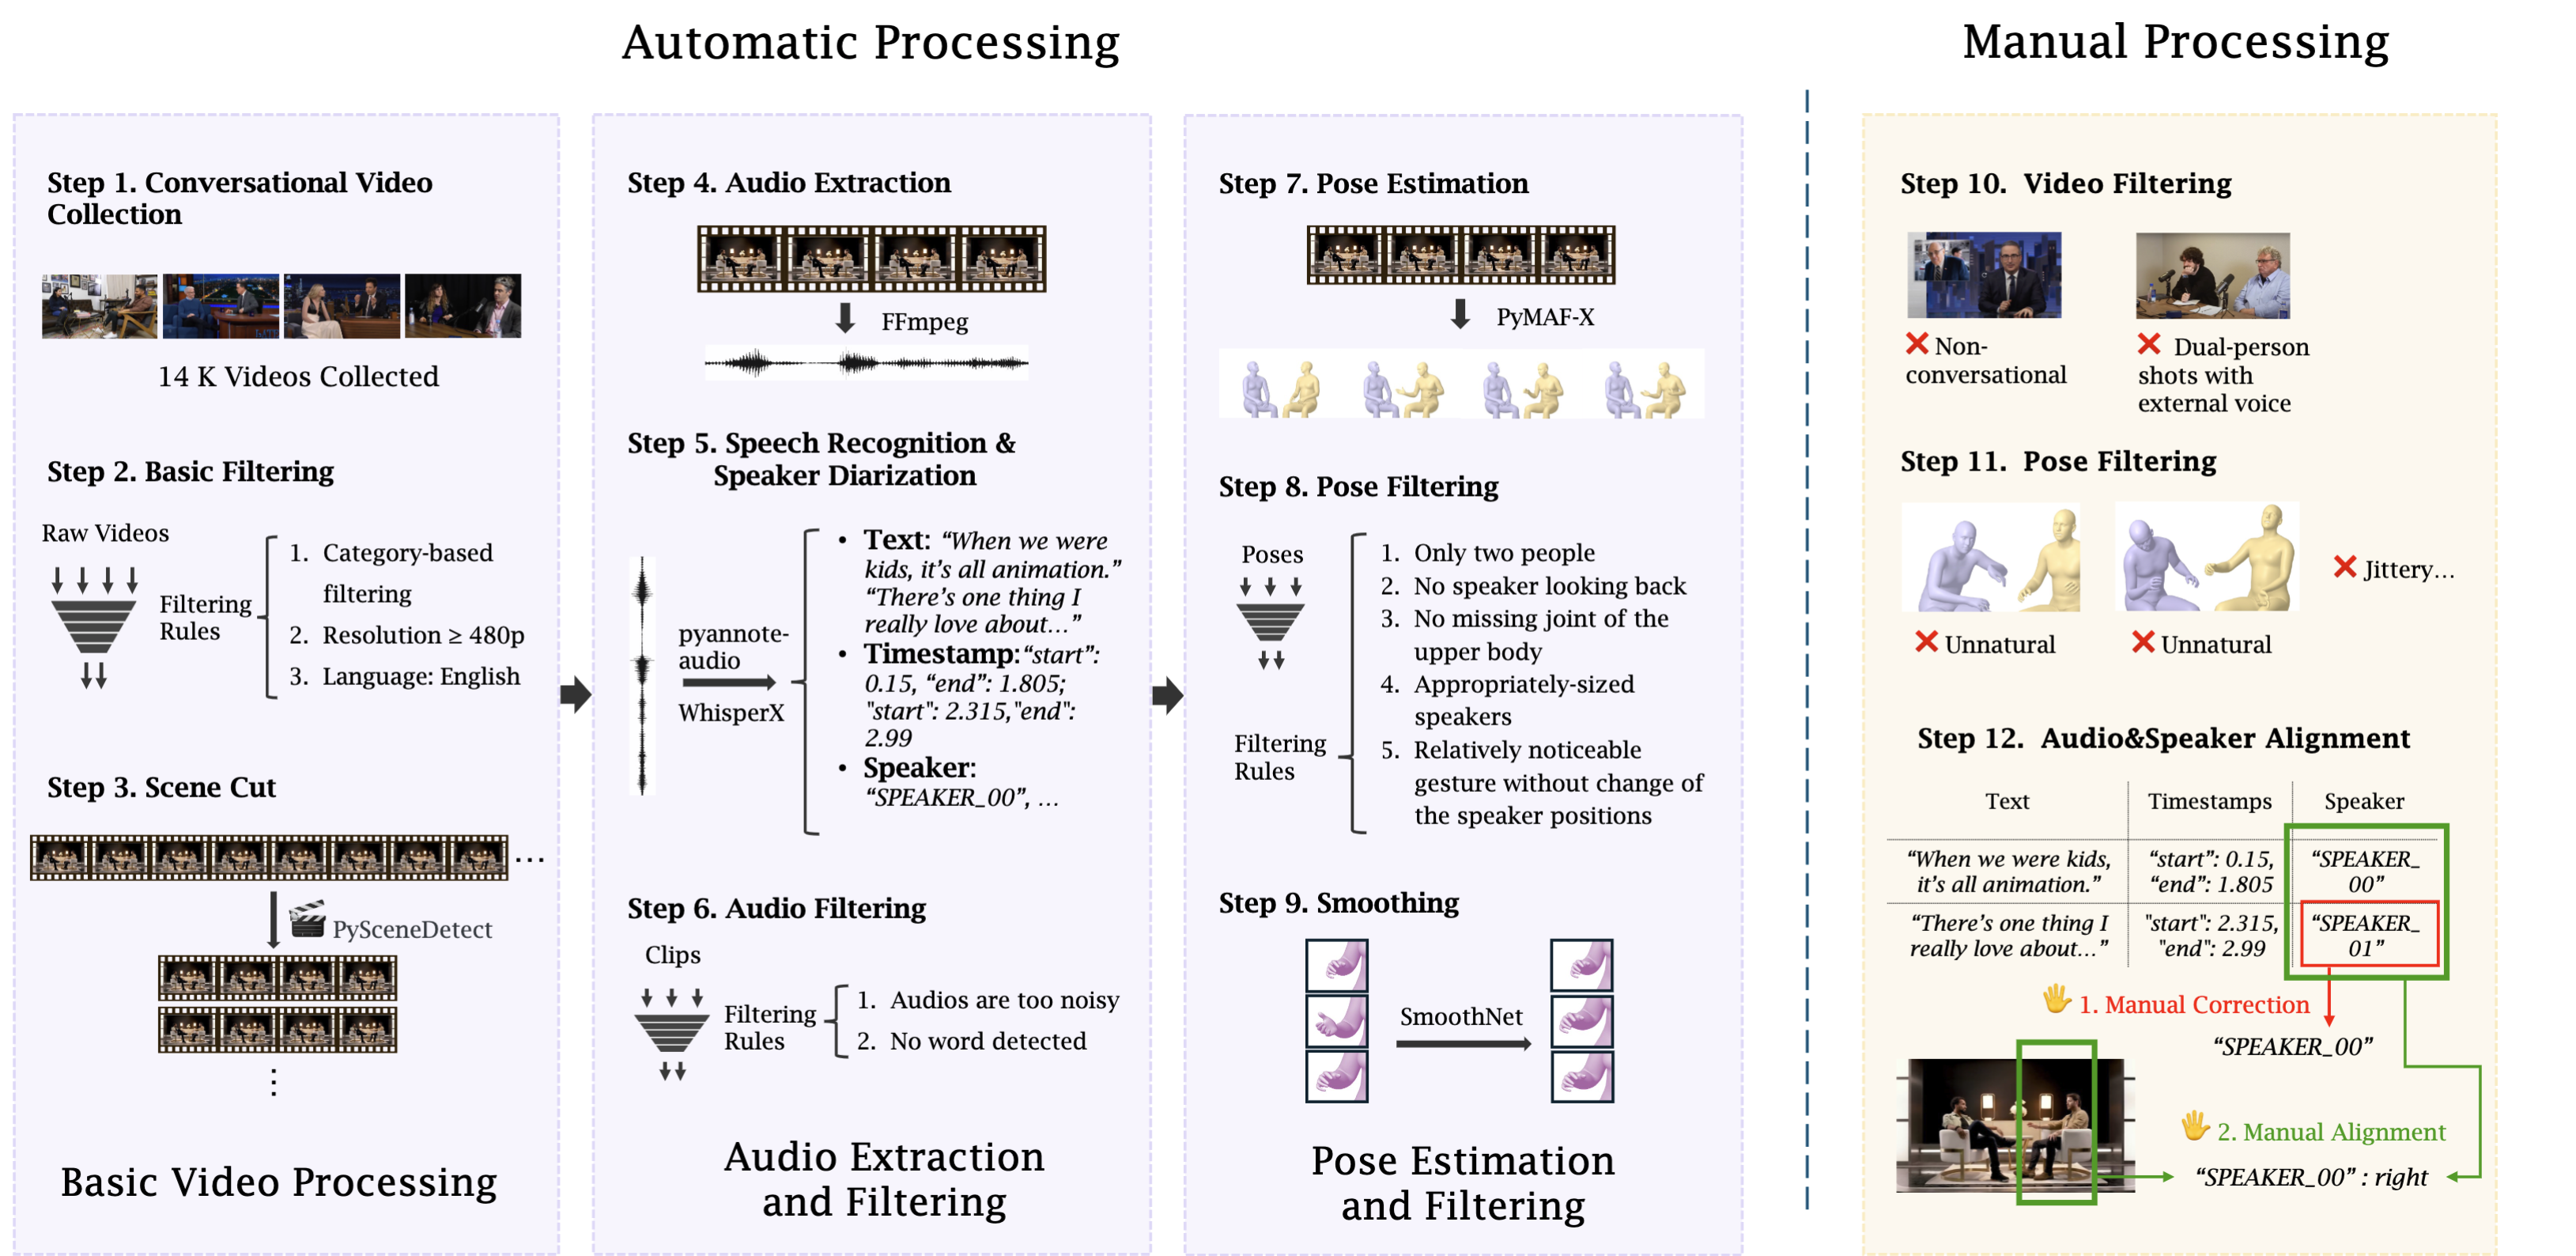 Automatic Processing
Manual Processing
Step 1. Conversational Video
Collection
14 K Videos Collected
Step 2. Basic Filtering
Raw Videos
Filtering
Rules
1. Category-based
filtering
2. Resolution ≥ 480p
3. Language: English
Step 3. Scene Cut
...
PySceneDetect
Basic Video Processing
Step 4. Audio Extraction
FFmpeg
Step 5. Speech Recognition &
Speaker Diarization
pyannote-
audio
WhisperX
• Text: “When we were
kids, it’s all animation.”
“There’s one thing I
really love about…”
• Timestamp:“start”:
0.15, “end”: 1.805;
"start": 2.315,"end":
2.99
• Speaker:
“SPEAKER_00”, …
Step 6. Audio Filtering
Clips
Filtering
Rules
1. Audios are too noisy
2. No word detected
Audio Extraction
and Filtering
Step 7. Pose Estimation
PyMAF-X
Step 8. Pose Filtering
Poses
Filtering
Rules
1. Only two people
2. No speaker looking back
3. No missing joint of the
upper body
4. Appropriately-sized
speakers
5. Relatively noticeable
gesture without change of
the speaker positions
Step 9. Smoothing
SmoothNet
Pose Estimation
and Filtering
Step 10. Video Filtering
Non-
conversational
Dual-person
shots with
external voice
Step 11. Pose Filtering
Unnatural
Unnatural
Jittery…
Step 12. Audio&Speaker Alignment
Text Timestamps Speaker
“When we were kids,
it’s all animation.”
“start”: 0.15,
“end”: 1.805
“SPEAKER_
00”
“There’s one thing I
really love about…”
"start": 2.315,
"end": 2.99
“SPEAKER_
01”
1. Manual Correction
“SPEAKER_00”
2. Manual Alignment
“SPEAKER_00” : right